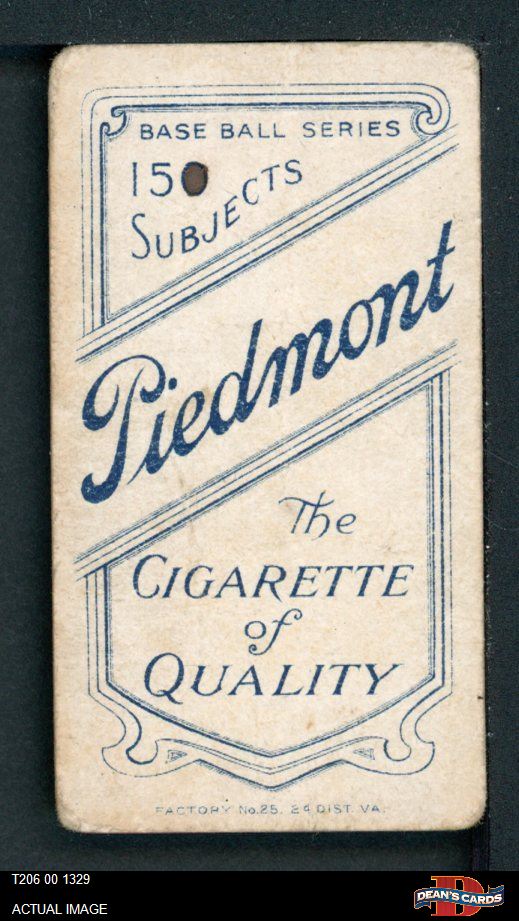 BASE BALL SERIES
150
SUBJECTS
Piedmont
The
CIGARETTE
of
QUALITY
FACTORY No. 25. 24 DIST. VA.
T206 00 1329
ACTUAL IMAGE
D
DEAN'S CARDS